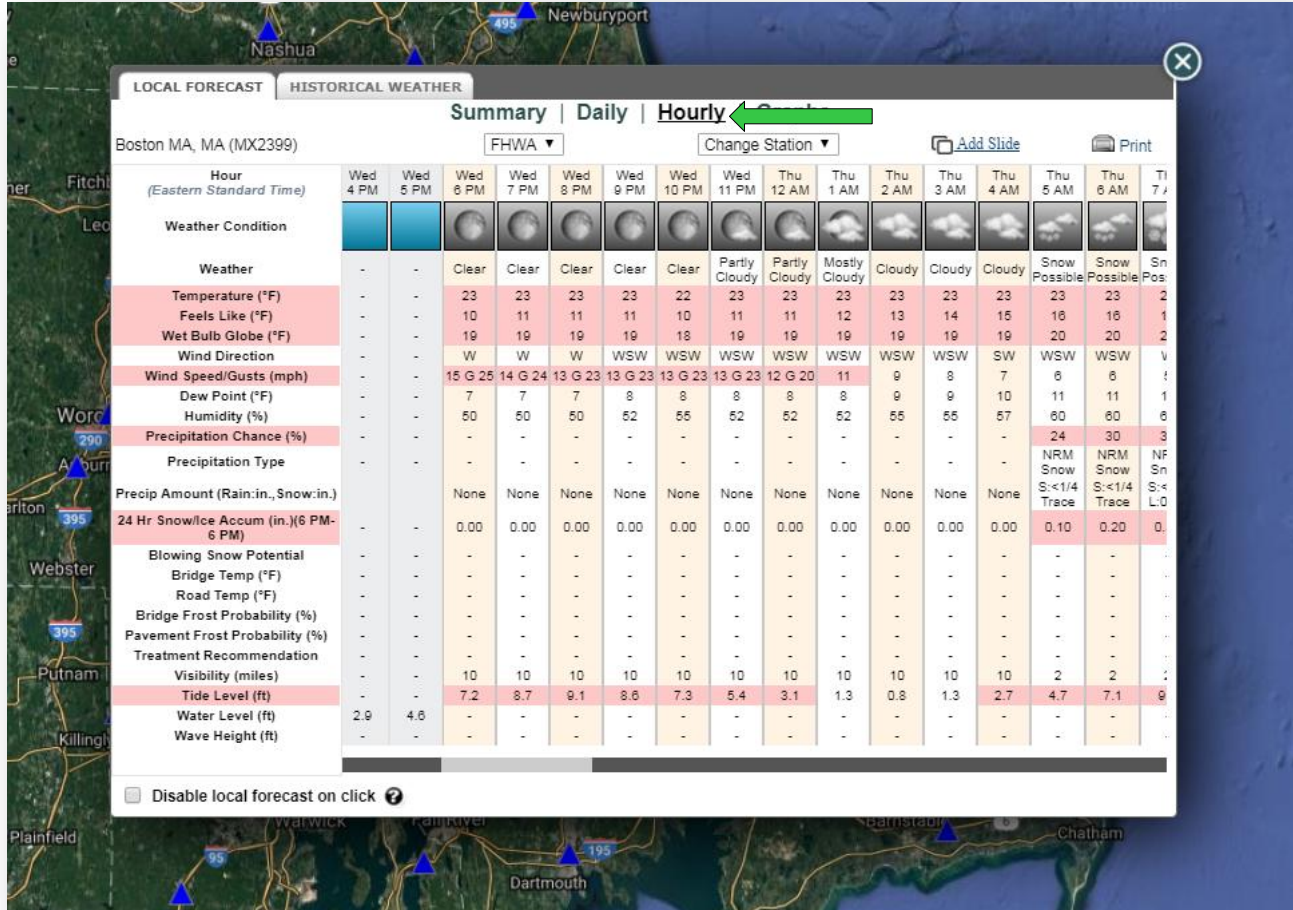 Newburyport
495
Nashua
LOCAL FORECAST HISTORICAL WEATHER
Summary | Daily | Hourly
Boston MA, MA (MX2399) FHWA ▼ Change Station ▼ Add Slide Print
Hour Wed Wed Wed Wed Wed Wed Wed Wed Thu Thu Thu Thu Thu Thu Thu
(Eastern Standard Time) 4 PM 5 PM 6 PM 7 PM 8 PM 9 PM 10 PM 11 PM 12 AM 1 AM 2 AM 3 AM 4 AM 5 AM 6 AM
Weather Condition
Weather - - Clear Clear Clear Clear Clear Partly Cloudy Partly Cloudy Mostly Cloudy Cloudy Cloudy Cloudy Snow Possible Snow Possible
Temperature (°F) - - 23 23 23 23 22 23 23 23 23 23 23 23 23
Feels Like (°F) - - 10 11 11 11 10 11 11 12 13 14 15 16 16
Wet Bulb Globe (°F) - - 19 19 19 19 18 19 19 19 19 19 19 20 20
Wind Direction - - W W W WSW WSW WSW WSW WSW WSW WSW SW WSW WSW
Wind Speed/Gusts (mph) - - 15 G 25 14 G 24 13 G 23 13 G 23 13 G 23 13 G 23 12 G 20 11 9 8 7 6 6
Dew Point (°F) - - 7 7 7 8 8 8 8 8 9 9 10 11 11
Humidity (%) - - 50 50 50 52 55 52 52 52 55 55 57 60 60
Precipitation Chance (%) - - - - - - - - - - - - - 24 30
Precipitation Type - - - - - - - - - - - - - NRM Snow NRM Snow
Precip Amount (Rain:in.,Snow:in.) - - None None None None None None None None None None None S:<1/4 Trace S:<1/4 Trace
24 Hr Snow/Ice Accum (in.)(6 PM-
6 PM) - - 0.00 0.00 0.00 0.00 0.00 0.00 0.00 0.00 0.00 0.00 0.00 0.10 0.20
Blowing Snow Potential - - - - - - - - - - - - - - -
Bridge Temp (°F) - - - - - - - - - - - - - - -
Road Temp (°F) - - - - - - - - - - - - - - -
Bridge Frost Probability (%) - - - - - - - - - - - - - - -
Pavement Frost Probability (%) - - - - - - - - - - - - - - -
Treatment Recommendation - - - - - - - - - - - - - - -
Visibility (miles) - - 10 10 10 10 10 10 10 10 10 10 10 2 2
Tide Level (ft) - - 7.2 8.7 9.1 8.6 7.3 5.4 3.1 1.3 0.8 1.3 2.7 4.7 7.1
Water Level (ft) 2.9 4.6 - - - - - - - - - - - - -
Wave Height (ft) - - - - - - - - - - - - - - -
Disable local forecast on click
290
395
Webster
395
Putnam
Killingly
Plainfield
Warwick
Chatham
95
195
Dartmouth
6